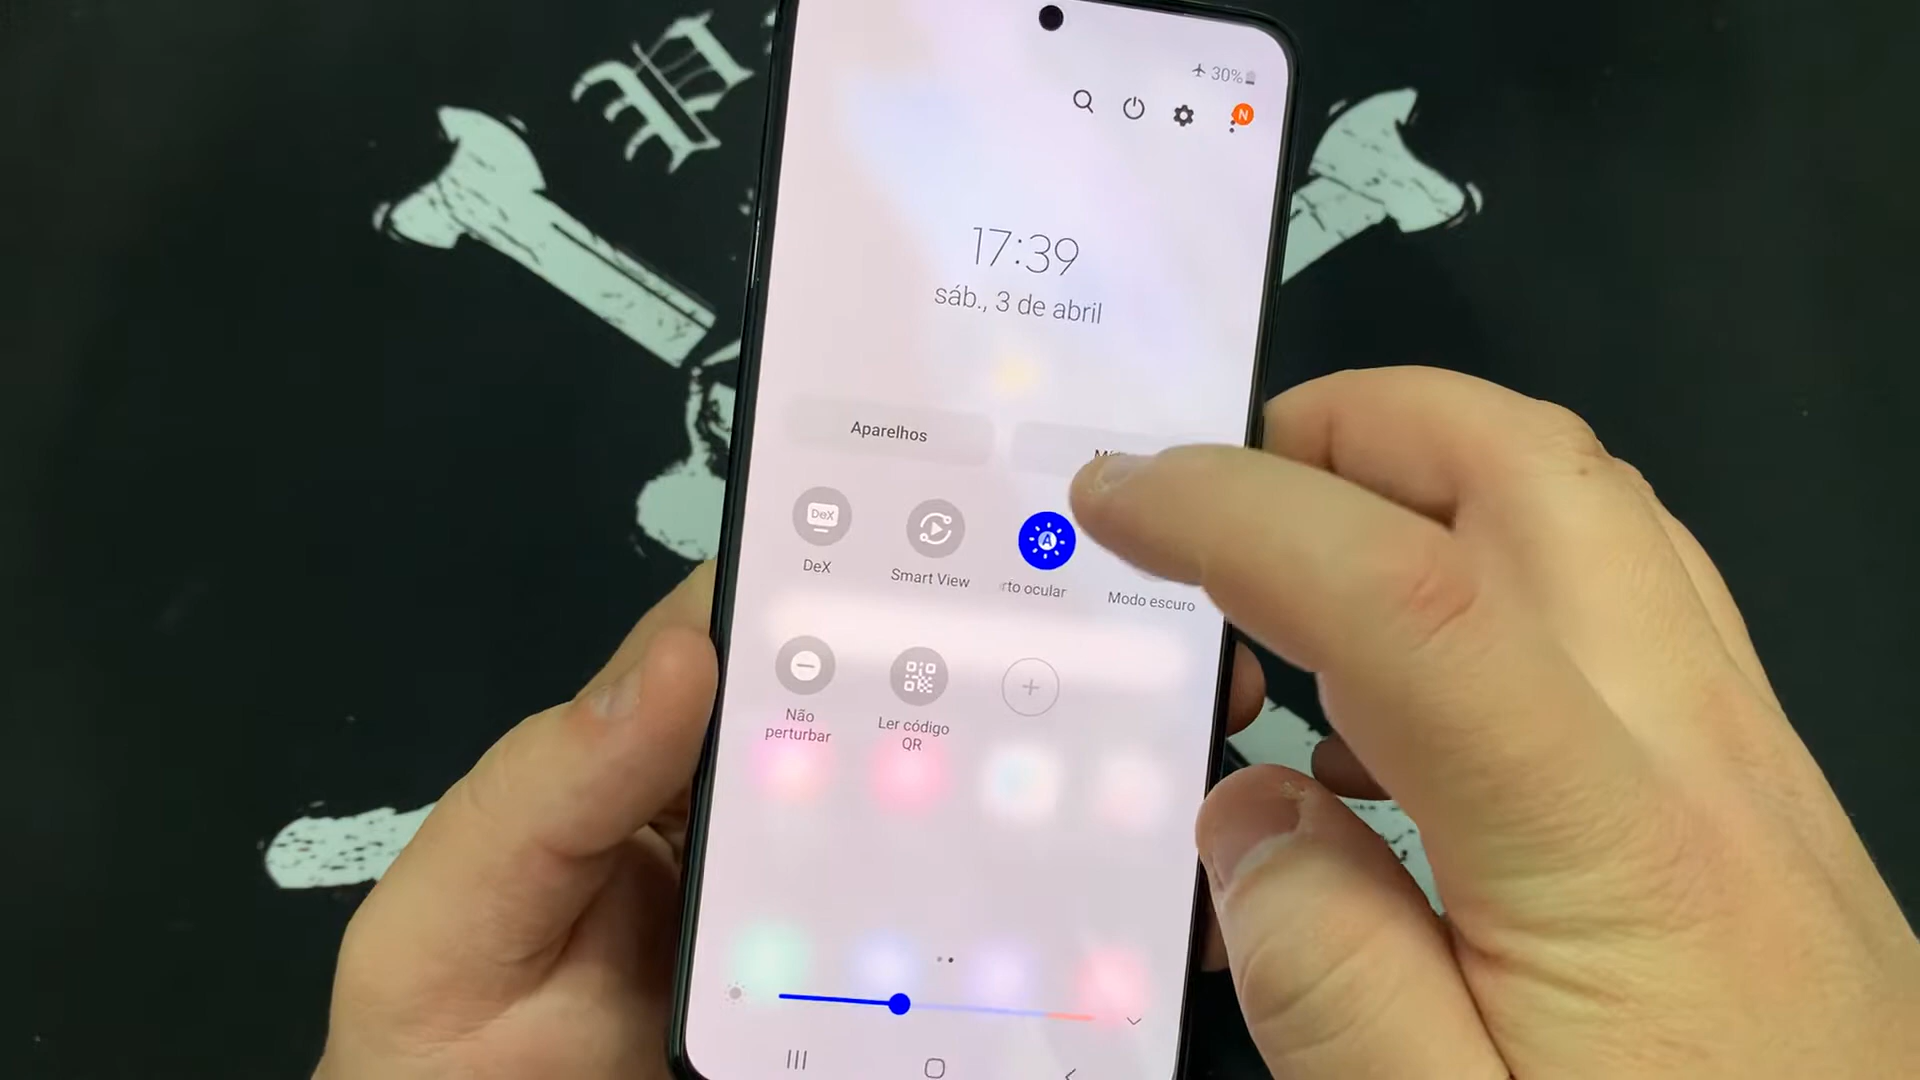 30%
N
17:39
sáb., 3 de abril
Aparelhos
DeX
A
DeX
Smart View
rto ocular
Modo escuro
Não
perturbar
Ler código
QR